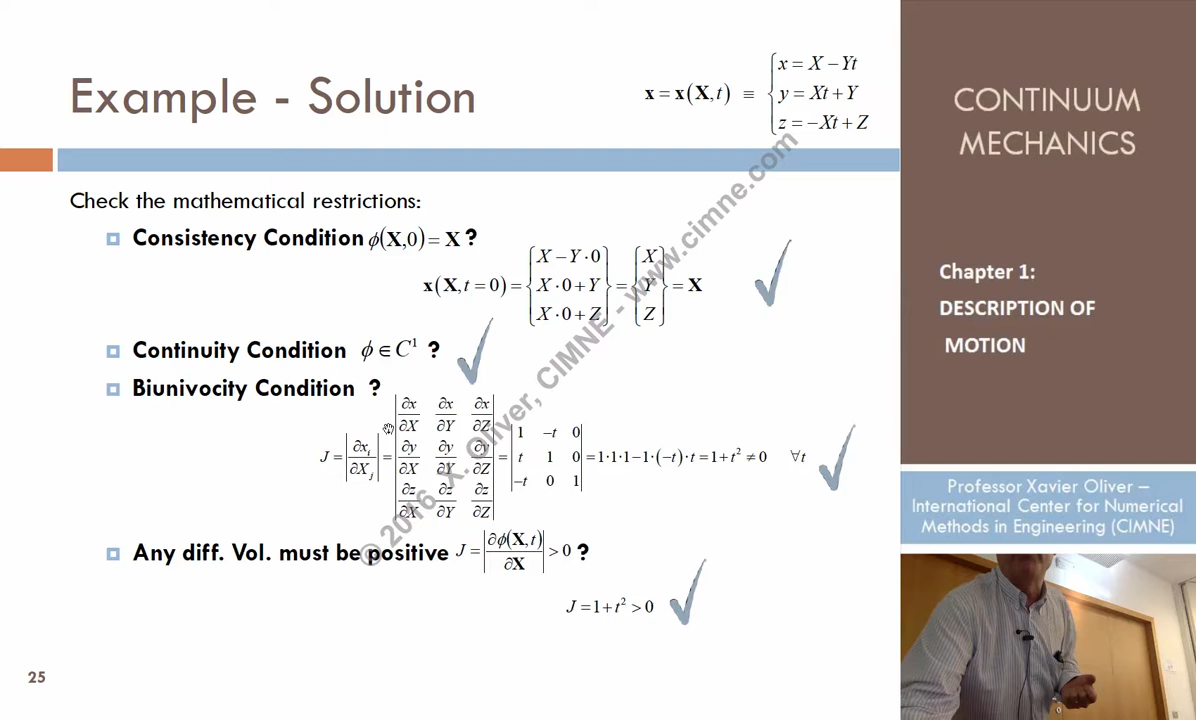 Example - Solution
x = x(X,t) ≡ { x = X − Yt
y = Xt + Y
z = −Xt + Z
Check the mathematical restrictions:
Consistency Condition ϕ(X,0) = X ?
x(X,t = 0) = { X − Y·0
X·0 + Y
X·0 + Z } = { X
Y
Z } = X
Continuity Condition ϕ ∈ C¹ ?
Biunivocity Condition ?
J = |∂xᵢ/∂Xⱼ| = | ∂x/∂X ∂x/∂Y ∂x/∂Z
∂y/∂X ∂y/∂Y ∂y/∂Z
∂z/∂X ∂z/∂Y ∂z/∂Z | = | 1 −t 0
t 1 0
−t 0 1 | = 1·1·1−1·(−t)·t = 1 + t² ≠ 0 ∀t
Any diff. Vol. must be positive J = |∂ϕ(X,t)/∂X| > 0 ?
J = 1 + t² > 0
25
© 2016 X. Oliver, CIMNE - www.cimne.com
CONTINUUM
MECHANICS
Chapter 1:
DESCRIPTION OF
MOTION
Professor Xavier Oliver –
International Center for Numerical
Methods in Engineering (CIMNE)